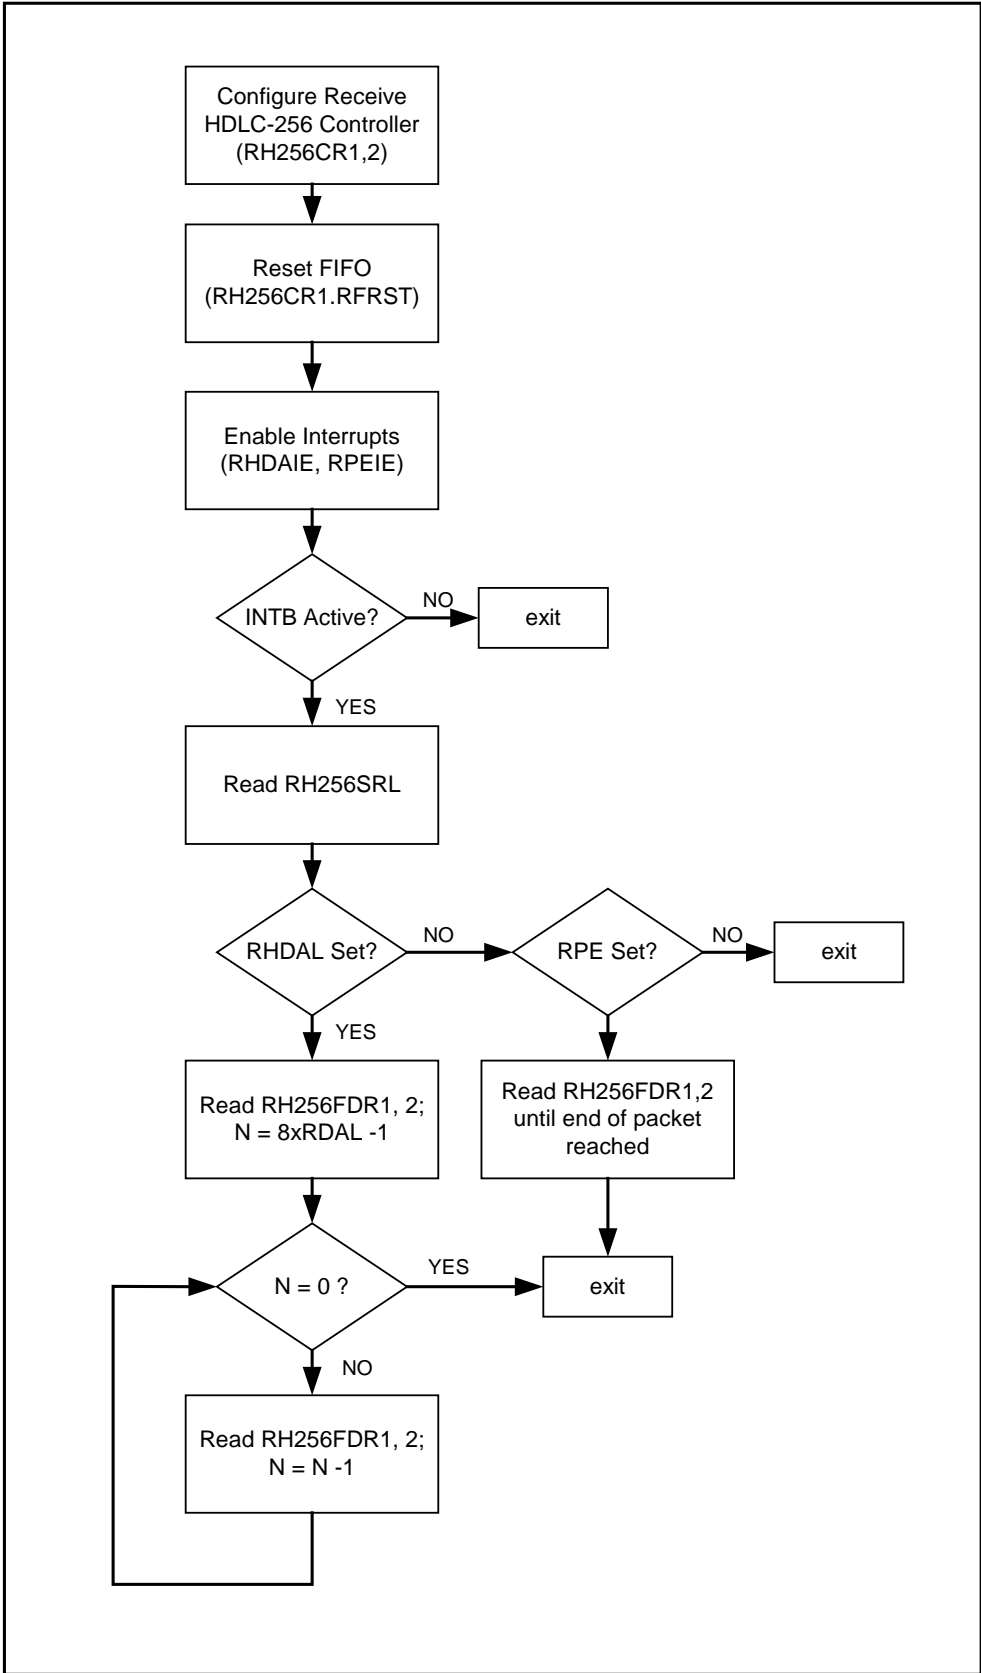 Configure Receive
HDLC-256 Controller
(RH256CR1,2)
Reset FIFO
(RH256CR1.RFRST)
Enable Interrupts
(RHDAIE, RPEIE)
INTB Active?
NO
exit
YES
Read RH256SRL
RHDAL Set?
NO
RPE Set?
NO
exit
YES
Read RH256FDR1, 2;
N = 8xRDAL -1
Read RH256FDR1,2
until end of packet
reached
N = 0 ?
YES
exit
NO
Read RH256FDR1, 2;
N = N -1